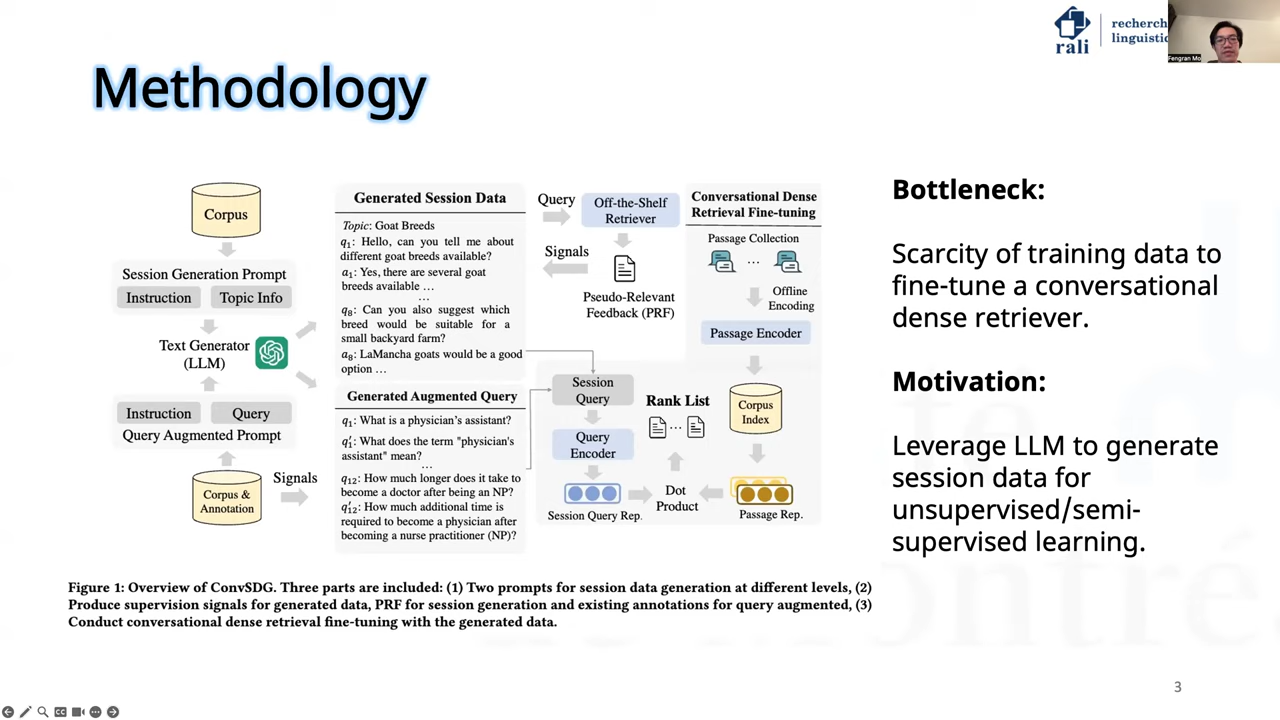 rali
recherch
linguistic
Fengran Mo
Methodology
Corpus
Session Generation Prompt
Instruction
Topic Info
Text Generator
(LLM)
Instruction
Query
Query Augmented Prompt
Corpus &
Annotation
Signals
Generated Session Data
Topic: Goat Breeds
q1: Hello, can you tell me about
different goat breeds available?
a1: Yes, there are several goat
breeds available ...
...
q8: Can you also suggest which
breed would be suitable for a
small backyard farm?
a8: LaMancha goats would be a good
option ...
Generated Augmented Query
q1: What is a physician's assistant?
q'1: What does the term "physician's
assistant" mean?
...
q12: How much longer does it take to
become a doctor after being an NP?
q'12: How much additional time is
required to become a physician after
becoming a nurse practitioner (NP)?
Query
Signals
Off-the-Shelf
Retriever
Pseudo-Relevant
Feedback (PRF)
Conversational Dense
Retrieval Fine-tuning
Passage Collection
...
Offline
Encoding
Passage Encoder
Corpus
Index
Passage Rep.
Session
Query
Query
Encoder
Session Query Rep.
Rank List
...
Dot
Product
Bottleneck:
Scarcity of training data to
fine-tune a conversational
dense retriever.
Motivation:
Leverage LLM to generate
session data for
unsupervised/semi-
supervised learning.
Figure 1: Overview of ConvSDG. Three parts are included: (1) Two prompts for session data generation at different levels, (2)
Produce supervision signals for generated data, PRF for session generation and existing annotations for query augmented, (3)
Conduct conversational dense retrieval fine-tuning with the generated data.
3